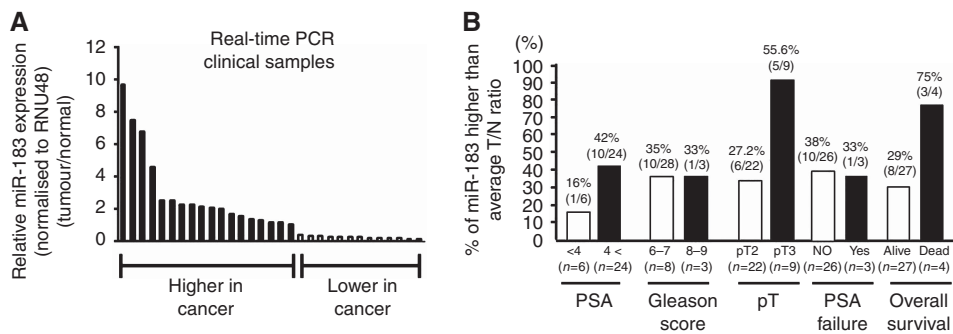 A
Real-time PCR
clinical samples
Relative miR-183 expression
(normalised to RNU48)
(tumour/normal)
12
10
8
6
4
2
0
Higher in
cancer
Lower in
cancer
B
(%)
% of miR-183 higher than
average T/N ratio
100
90
80
70
60
50
40
30
20
10
0
16%
(1/6)
42%
(10/24)
35%
(10/28)
33%
(1/3)
27.2%
(6/22)
55.6%
(5/9)
38%
(10/26)
33%
(1/3)
29%
(8/27)
75%
(3/4)
<4 4 < 6–7 8–9 pT2 pT3 NO Yes Alive Dead
(n=6) (n=24) (n=8) (n=3) (n=22) (n=9) (n=26) (n=3) (n=27) (n=4)
PSA
Gleason
score
pT
PSA
failure
Overall
survival